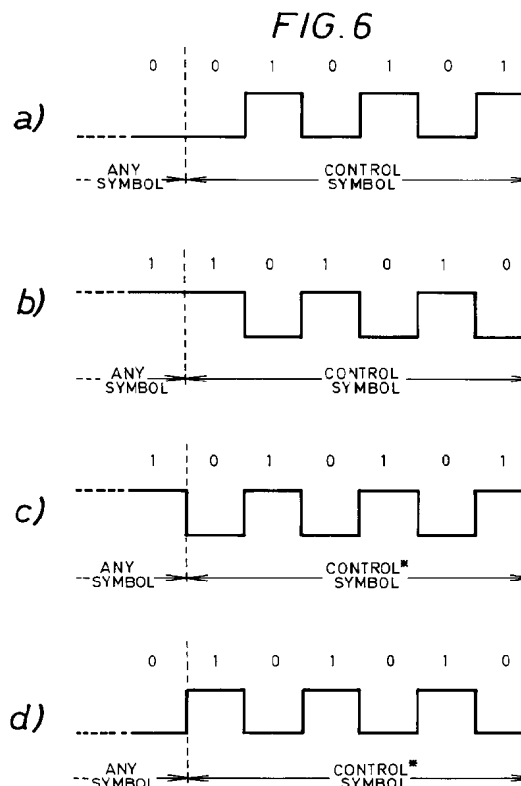 FIG. 6
0 0 1 0 1 0 1
a)
ANY SYMBOL CONTROL SYMBOL
1 1 0 1 0 1 0
b)
ANY SYMBOL CONTROL SYMBOL
1 0 1 0 1 0 1
c)
ANY SYMBOL CONTROL* SYMBOL
0 1 0 1 0 1 0
d)
ANY SYMBOL CONTROL* SYMBOL